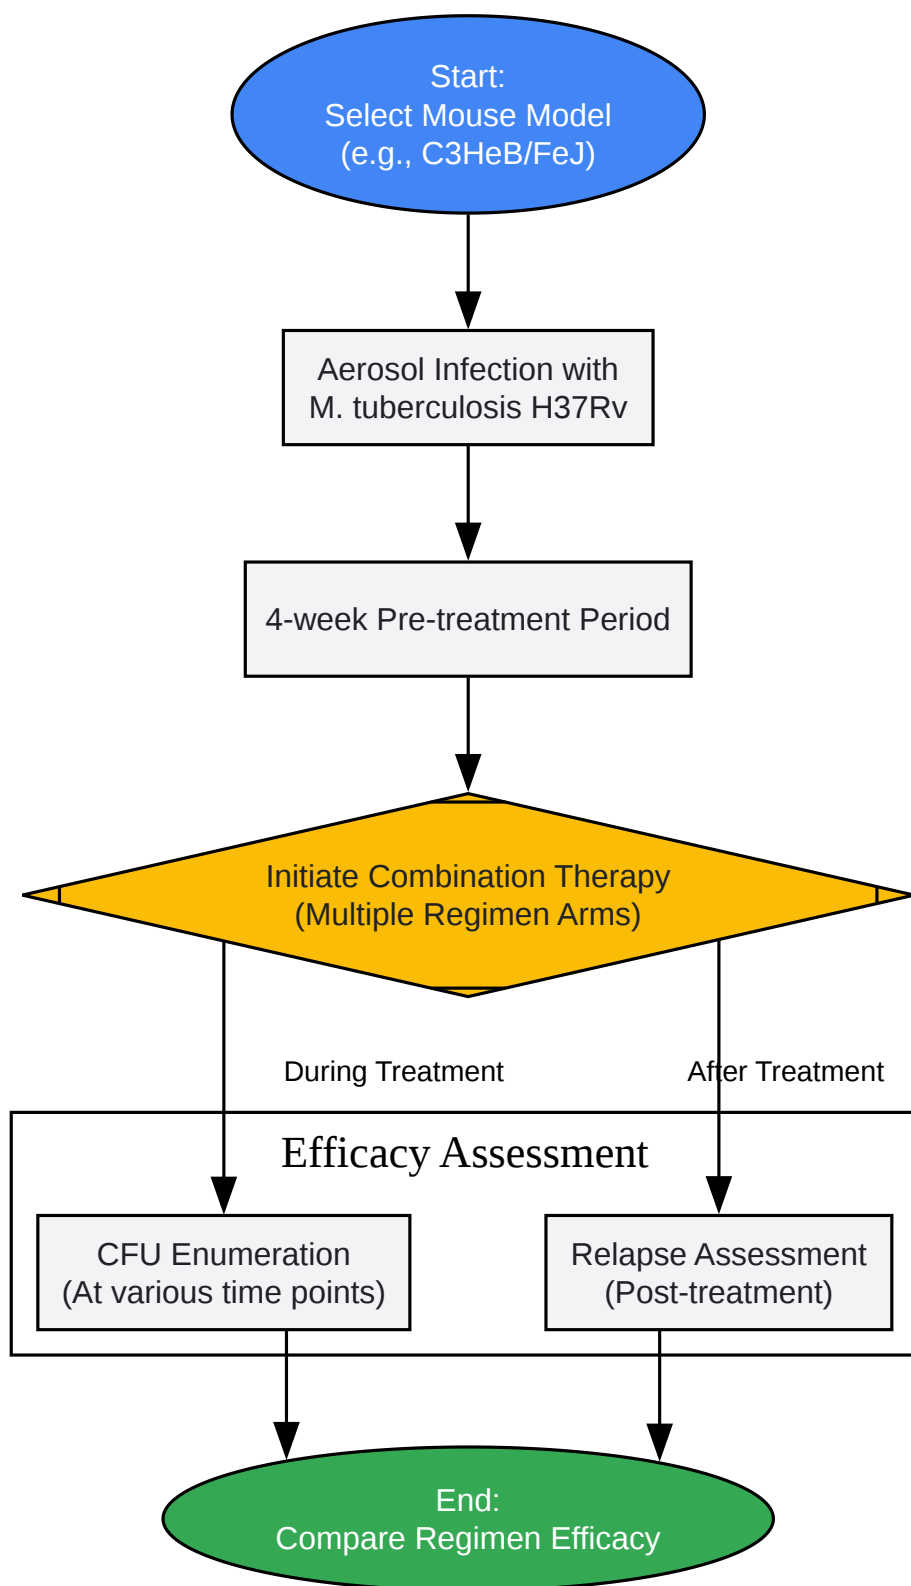 Start:
Select Mouse Model
(e.g., C3HeB/FeJ)
Aerosol Infection with
M. tuberculosis H37Rv
4-week Pre-treatment Period
Initiate Combination Therapy
(Multiple Regimen Arms)
During Treatment
After Treatment
Efficacy Assessment
CFU Enumeration
(At various time points)
Relapse Assessment
(Post-treatment)
End:
Compare Regimen Efficacy